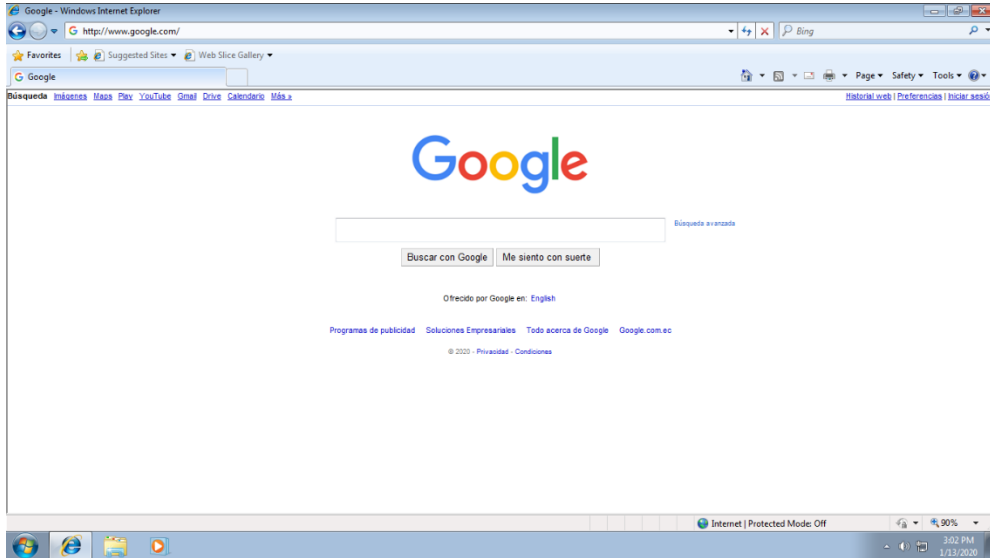 Google - Windows Internet Explorer
http://www.google.com/ Bing
Favorites Suggested Sites Web Slice Gallery
Google Page Safety Tools
Búsqueda Imágenes Maps Play YouTube Gmail Drive Calendario Más » Historial web | Preferencias | Iniciar sesió
Google
Búsqueda avanzada
Buscar con Google Me siento con suerte
Ofrecido por Google en: English
Programas de publicidad Soluciones Empresariales Todo acerca de Google Google.com.ec
© 2020 - Privacidad - Condiciones
Internet | Protected Mode: Off 90%
3:02 PM
1/13/2020